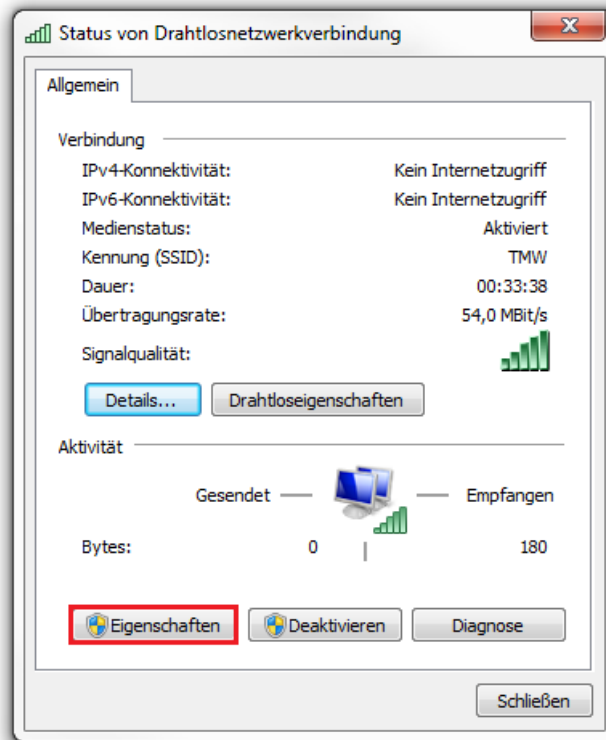 Status von Drahtlosnetzwerkverbindung
Allgemein
Verbindung
IPv4-Konnektivität: Kein Internetzugriff
IPv6-Konnektivität: Kein Internetzugriff
Medienstatus: Aktiviert
Kennung (SSID): TMW
Dauer: 00:33:38
Übertragungsrate: 54,0 MBit/s
Signalqualität:
Details... Drahtloseigenschaften
Aktivität
Gesendet Empfangen
Bytes: 0 180
Eigenschaften Deaktivieren Diagnose
Schließen